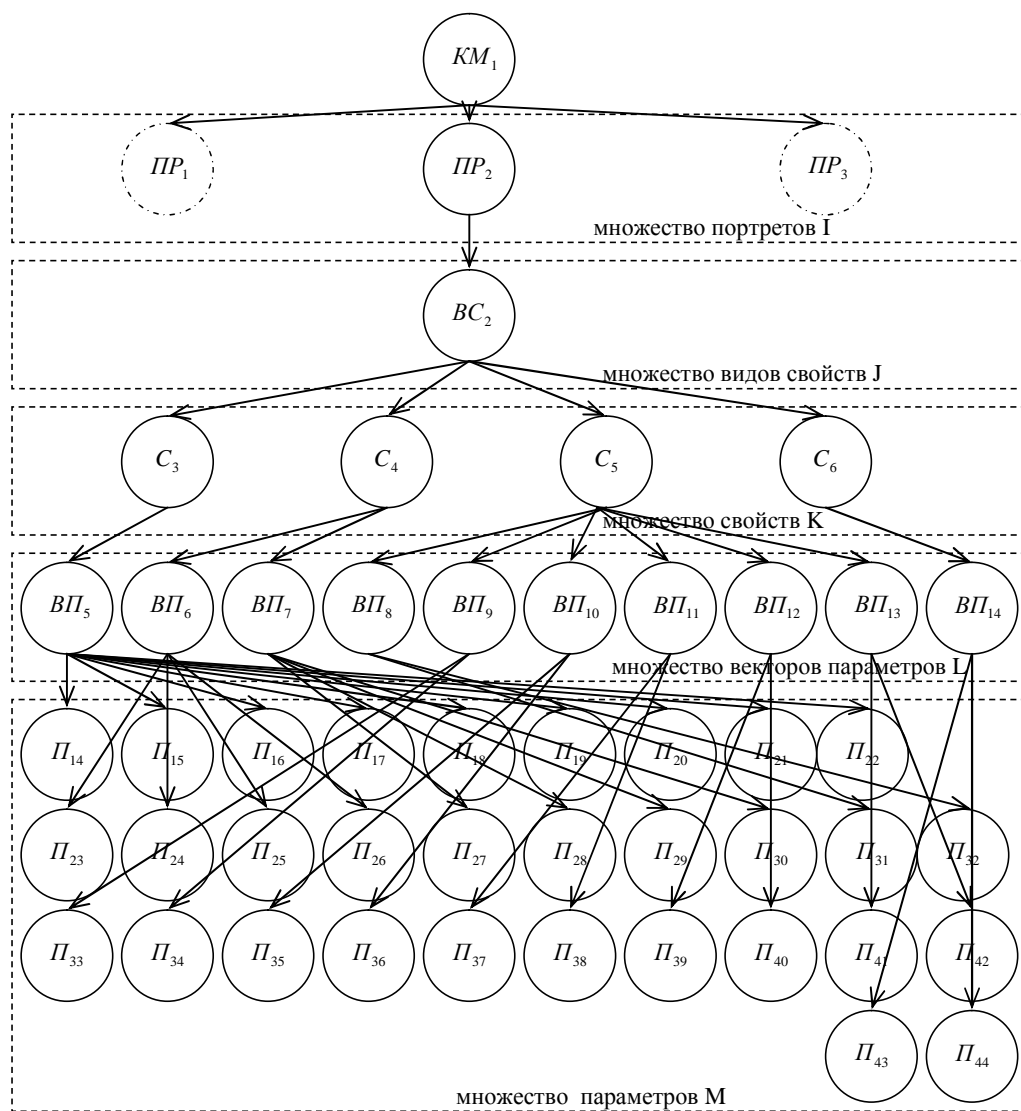 КМ₁
ПР₁ ПР₂ ПР₃
множество портретов I
ВС₂
множество видов свойств J
С₃ С₄ С₅ С₆
множество свойств K
ВП₅ ВП₆ ВП₇ ВП₈ ВП₉ ВП₁₀ ВП₁₁ ВП₁₂ ВП₁₃ ВП₁₄
множество векторов параметров L
П₁₄ П₁₅ П₁₆ П₁₇ П₁₈ П₁₉ П₂₀ П₂₁ П₂₂
П₂₃ П₂₄ П₂₅ П₂₆ П₂₇ П₂₈ П₂₉ П₃₀ П₃₁ П₃₂
П₃₃ П₃₄ П₃₅ П₃₆ П₃₇ П₃₈ П₃₉ П₄₀ П₄₁ П₄₂
П₄₃ П₄₄
множество параметров M